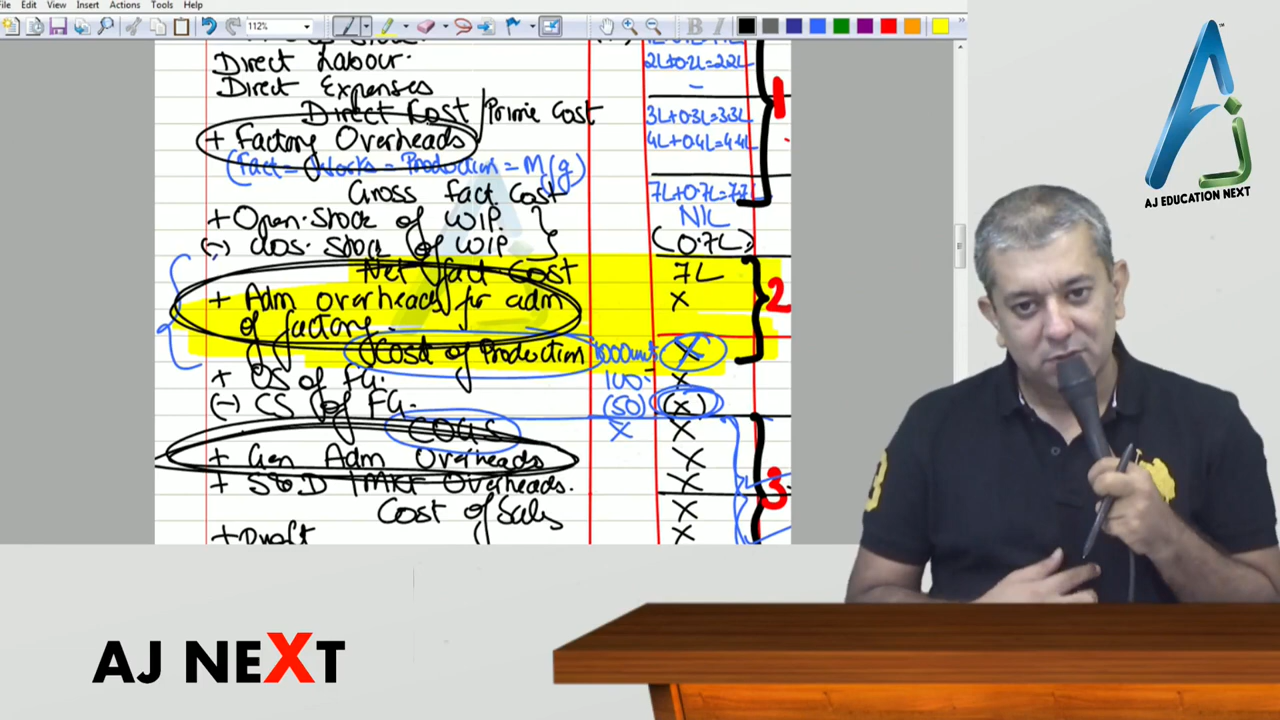 File Edit View Insert Actions Tools Help
112%
B I
Direct Labour. 2L+0.2L=2.2L
Direct Expenses –
Direct Cost / Prime Cost 3L+0.3L=3.3L
+ Factory Overheads 4L+0.4L=4.4L
(Fact = Works = Production = M(g)
Gross fact Cost 7L+0.7L=7.7L
+ Open. Stock of WIP. NIL
(-) Clos. Stock of WIP (0.7L)
Net fact Cost 7L
+ Adm overheads for adm x
of factory
Cost of Production 1000units X
+ OS of FG. 100 x
(-) CS of FG. (50) (x)
COGS X X
+ Gen Adm Overheads X
+ S&D / MKT Overheads. X
Cost of Sales X
X
1
2
3
AJ EDUCATION NEXT
3
AJ NEXT